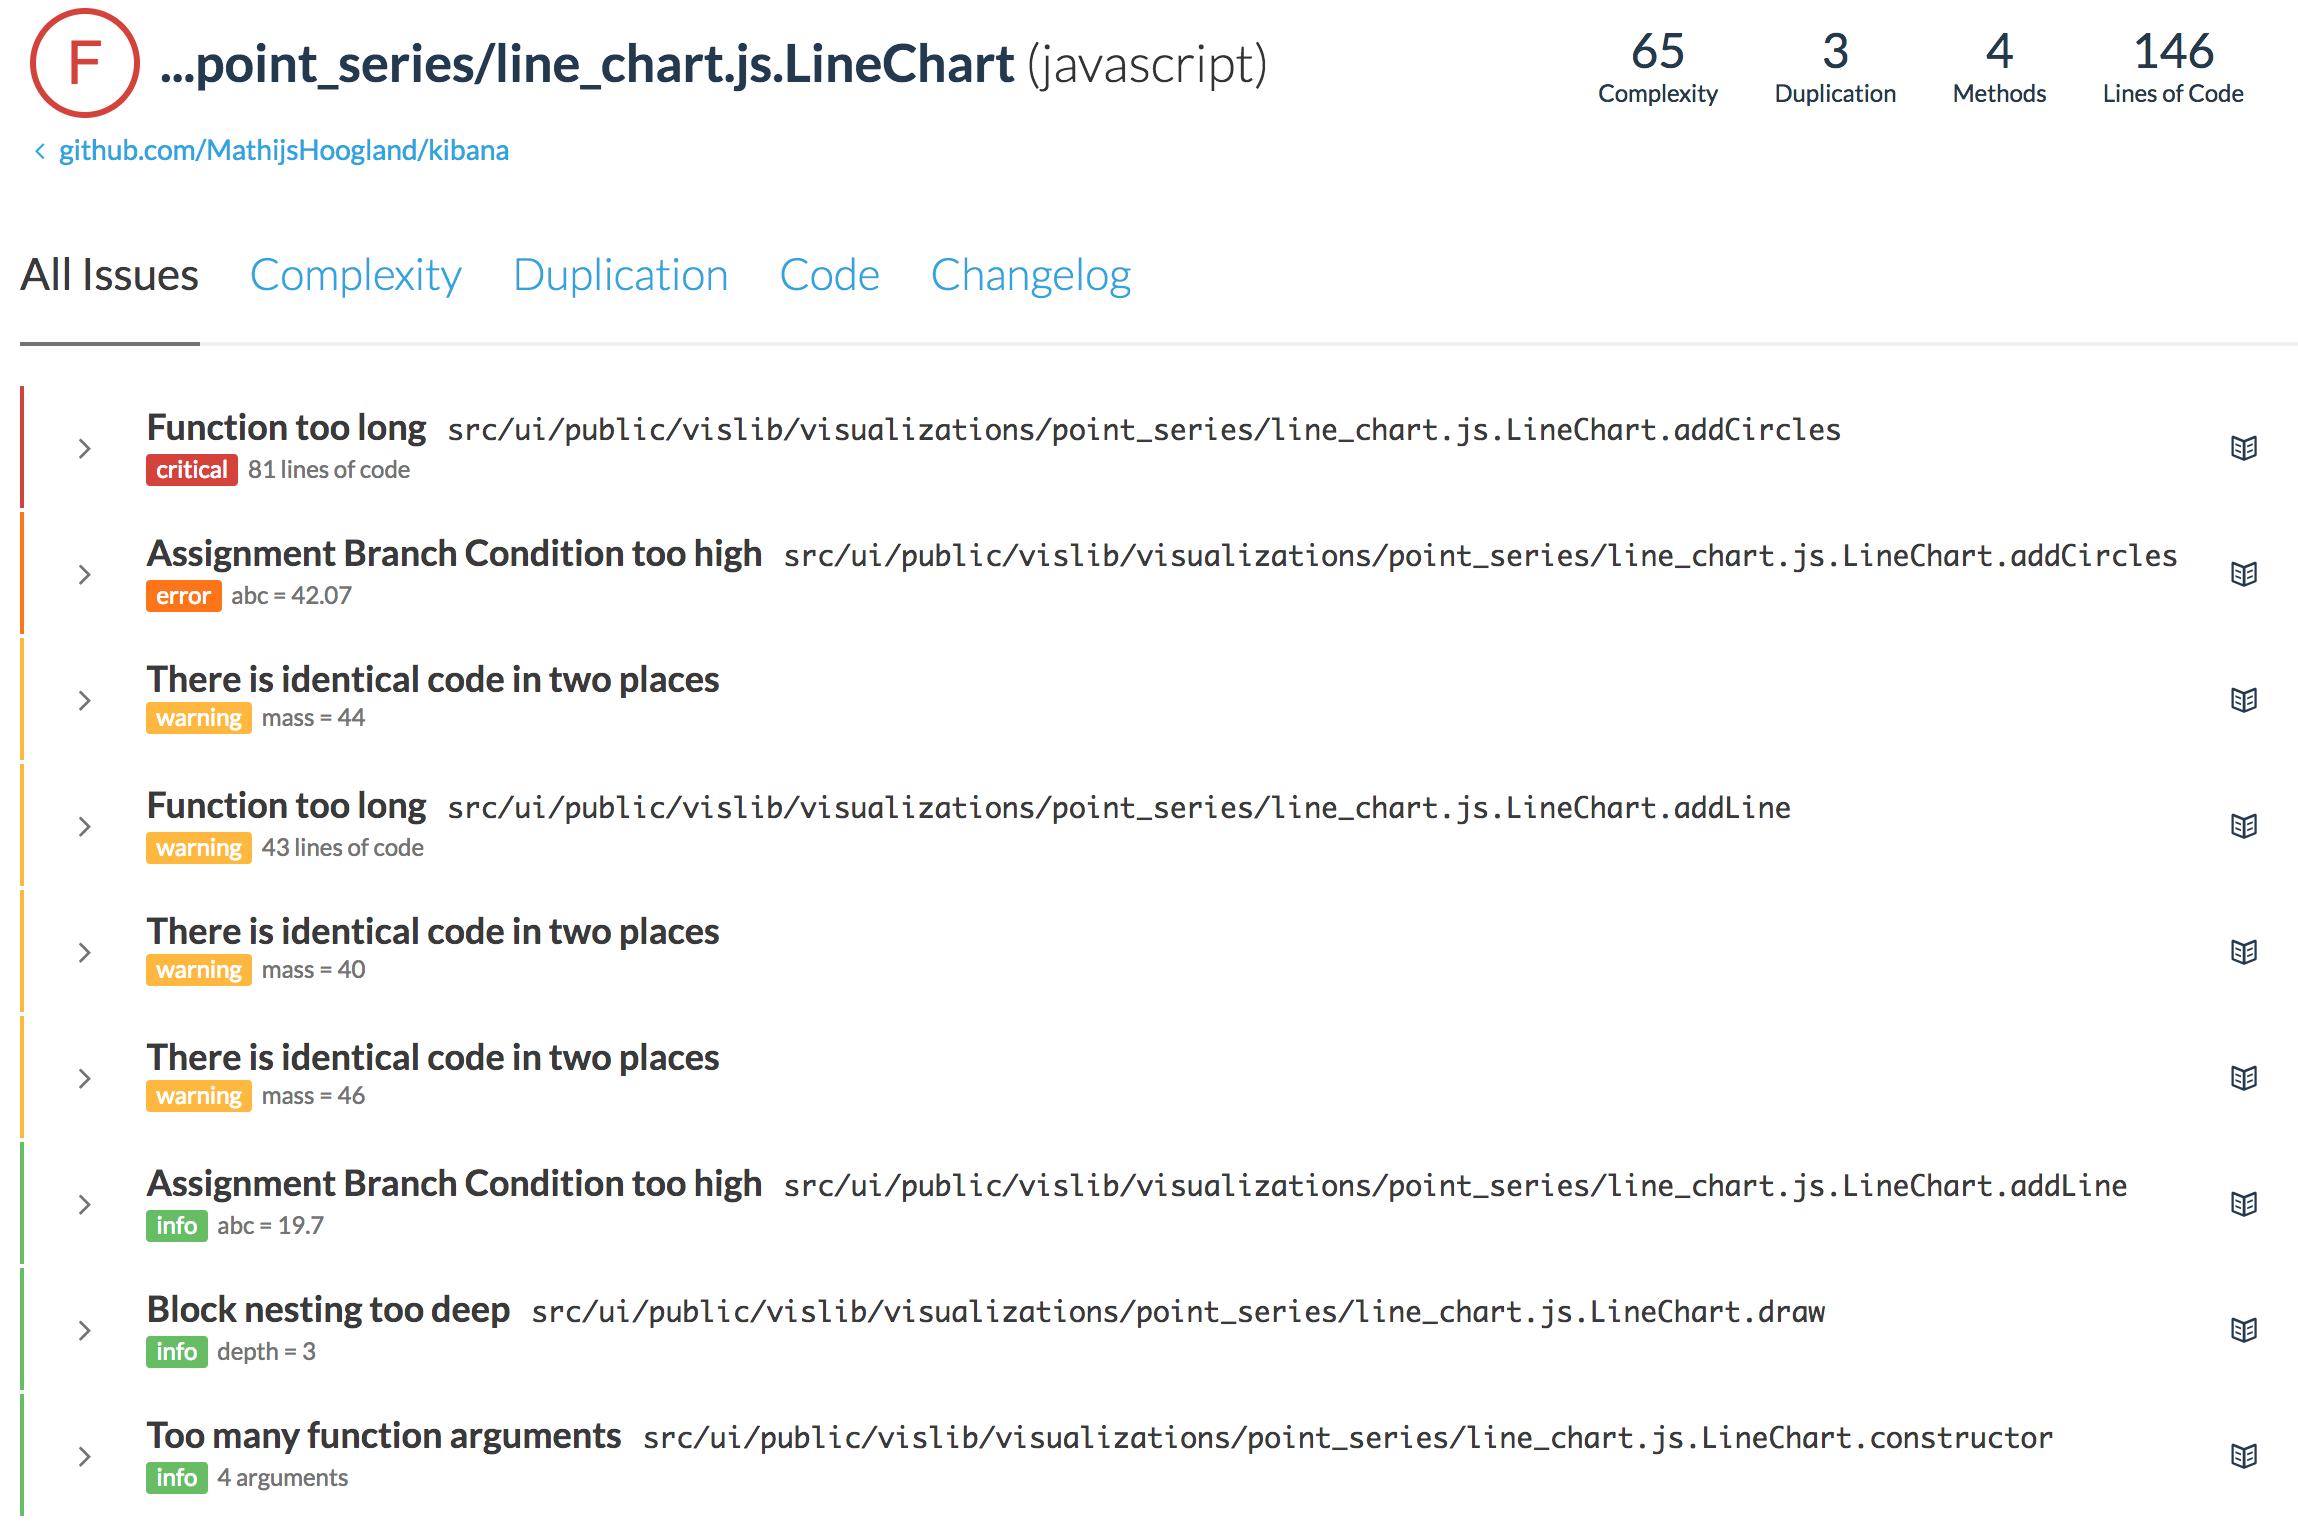 F
...point_series/line_chart.js.LineChart (javascript)
65 3 4 146
Complexity Duplication Methods Lines of Code
github.com/MathijsHoogland/kibana
All Issues Complexity Duplication Code Changelog
Function too long src/ui/public/vislib/visualizations/point_series/line_chart.js.LineChart.addCircles
critical 81 lines of code
Assignment Branch Condition too high src/ui/public/vislib/visualizations/point_series/line_chart.js.LineChart.addCircles
error abc = 42.07
There is identical code in two places
warning mass = 44
Function too long src/ui/public/vislib/visualizations/point_series/line_chart.js.LineChart.addLine
warning 43 lines of code
There is identical code in two places
warning mass = 40
There is identical code in two places
warning mass = 46
Assignment Branch Condition too high src/ui/public/vislib/visualizations/point_series/line_chart.js.LineChart.addLine
info abc = 19.7
Block nesting too deep src/ui/public/vislib/visualizations/point_series/line_chart.js.LineChart.draw
info depth = 3
Too many function arguments src/ui/public/vislib/visualizations/point_series/line_chart.js.LineChart.constructor
info 4 arguments